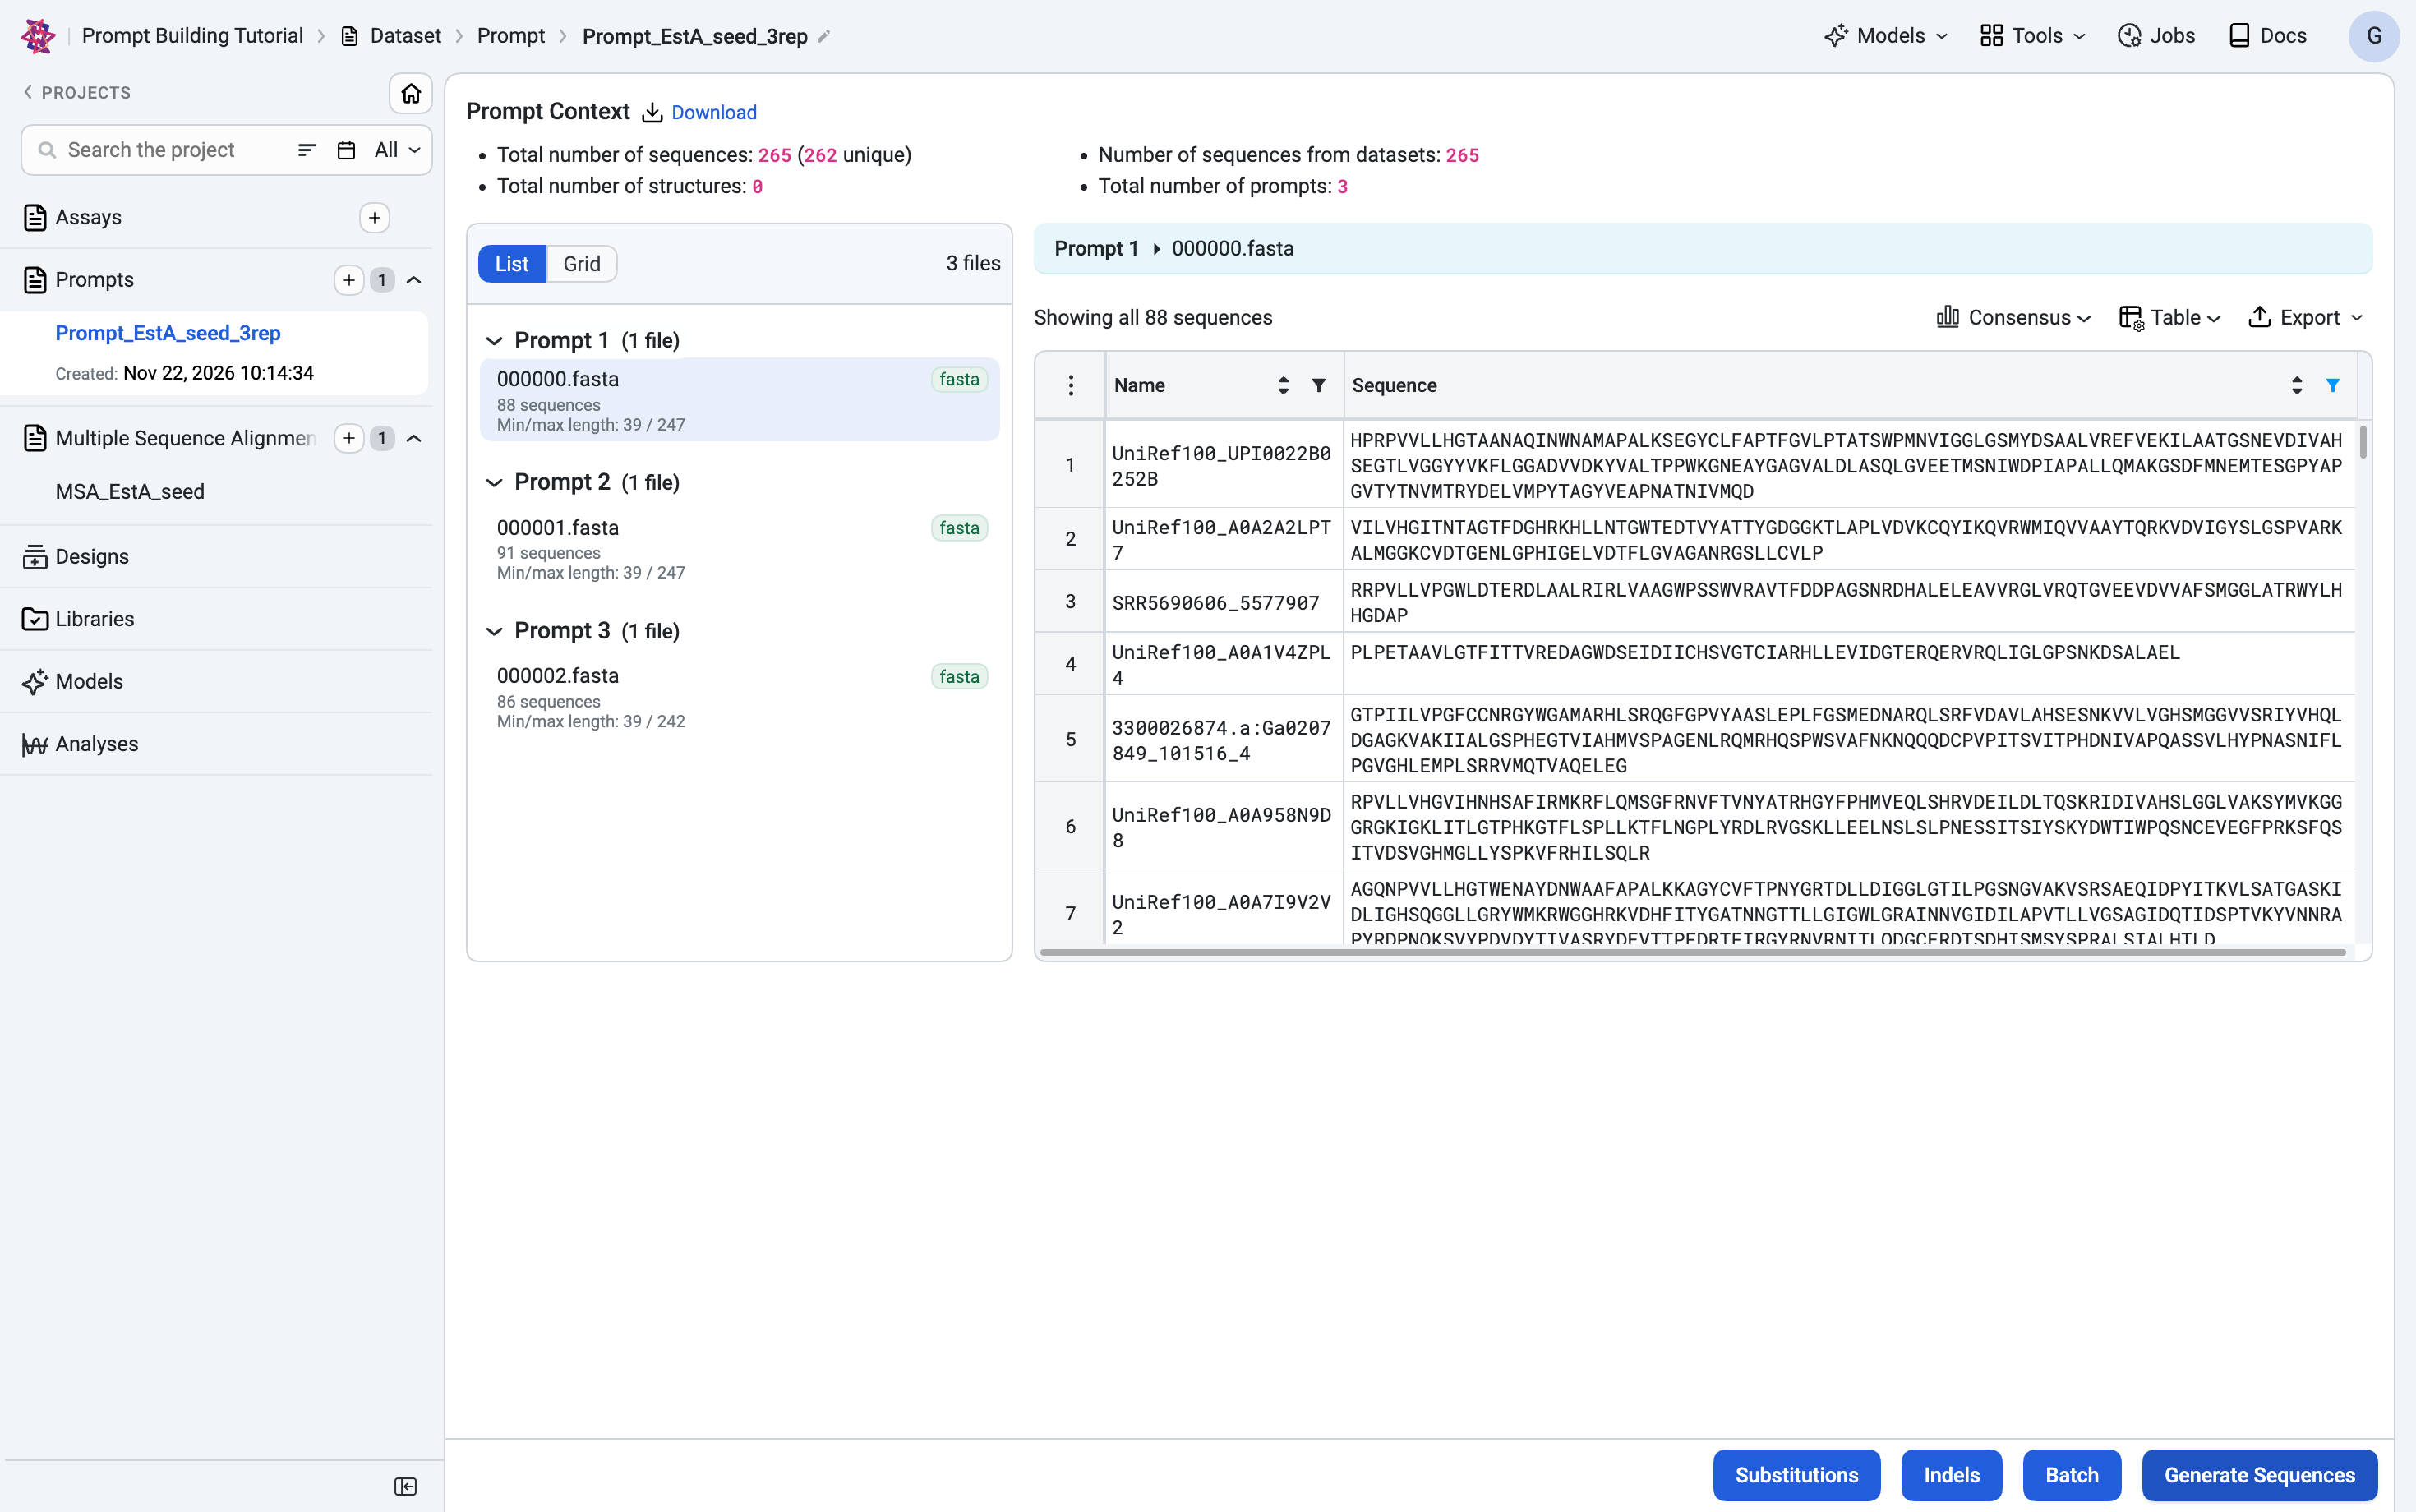 Prompt Building Tutorial > Dataset > Prompt > Prompt_EstA_seed_3rep
Models
Tools
Jobs
Docs
G
PROJECTS
Search the project
All
Assays
Prompts
1
Prompt_EstA_seed_3rep
Created: Nov 22, 2026 10:14:34
Multiple Sequence Alignmen
1
MSA_EstA_seed
Designs
Libraries
Models
Analyses
Prompt Context
Download
• Total number of sequences: 265 (262 unique)
• Total number of structures: 0
• Number of sequences from datasets: 265
• Total number of prompts: 3
List
Grid
3 files
Prompt 1 (1 file)
000000.fasta
fasta
88 sequences
Min/max length: 39 / 247
Prompt 2 (1 file)
000001.fasta
fasta
91 sequences
Min/max length: 39 / 247
Prompt 3 (1 file)
000002.fasta
fasta
86 sequences
Min/max length: 39 / 242
Prompt 1 ▸ 000000.fasta
Showing all 88 sequences
Consensus
Table
Export
Name
Sequence
1
UniRef100_UPI0022B0
252B
HPRPVVLLHGTAANAQINWNAMAPALKSEGYCLFAPTFGVLPTATSWPMNVIGGLGSMYDSAALVREFVEKILAATGSNEVDIVAH
SEGTLVGGYYVKFLGGADVVDKYVALTPPWKGNEAYGAGVALDLASQLGVEETMSNIWDPIAPALLQMAKGSDFMNEMTESGPYAP
GVTYTNVMTRYDELVMPYTAGYVEAPNATNIVMQD
2
UniRef100_A0A2A2LPT
7
VILVHGITNTAGTFDGHRKHLLNTGWTEDTVYATTYGDGGKTLAPLVDVKCQYIKQVRWMIQVVAAYTQRKVDVIGYSLGSPVARK
ALMGGKCVDTGENLGPHIGELVDTFLGVAGANRGSLLCVLP
3
SRR5690606_5577907
RRPVLLVPGWLDTERDLAALRIRLVAAGWPSSWVRAVTFDDPAGSNRDHALELEAVVRGLVRQTGVEEVDVVAFSMGGLATRWYLH
HGDAP
4
UniRef100_A0A1V4ZPL
4
PLPETAAVLGTFITTVREDAGWDSEIDIICHSVGTCIARHLLEVIDGTERQERVRQLIGLGPSNKDSALAEL
5
3300026874.a:Ga0207
849_101516_4
GTPIILVPGFCCNRGYWGAMARHLSRQGFGPVYAASLEPLFGSMEDNARQLSRFVDAVLAHSESNKVVLVGHSMGGVVSRIYVHQL
DGAGKVAKIIALGSPHEGTVIAHMVSPAGENLRQMRHQSPWSVAFNKNQQQDCPVPITSVITPHDNIVAPQASSVLHYPNASNIFL
PGVGHLEMPLSRRVMQTVAQELEG
6
UniRef100_A0A958N9D
8
RPVLLVHGVIHNHSAFIRMKRFLQMSGFRNVFTVNYATRHGYFPHMVEQLSHRVDEILDLTQSKRIDIVAHSLGGLVAKSYMVKGG
GRGKIGKLITLGTPHKGTFLSPLLKTFLNGPLYRDLRVGSKLLEELNSLSLPNESSITSIYSKYDWTIWPQSNCEVEGFPRKSFQS
ITVDSVGHMGLLYSPKVFRHILSQLR
7
UniRef100_A0A7I9V2V
2
AGQNPVVLLHGTWENAYDNWAAFAPALKKAGYCVFTPNYGRTDLLDIGGLGTILPGSNGVAKVSRSAEQIDPYITKVLSATGASKI
DLIGHSQGGLLGRYWMKRWGGHRKVDHFITYGATNNGTTLLGIGWLGRAINNVGIDILAPVTLLVGSAGIDQTIDSPTVKYVNNRA
PYRDPNQKSVYPDVDYTIVASRYDEVTTPEDRTFIRGYRNVRNITLQDGCERDTSDHISMSYSPRALSIALHTLD
Substitutions
Indels
Batch
Generate Sequences